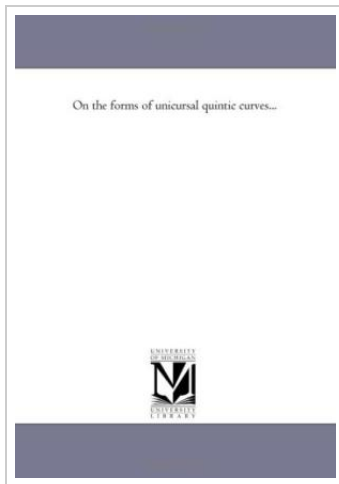 On the forms of unicursal quintic curves...
UNIVERSITY
OF MICHIGAN
UNIVERSITY
LIBRARY